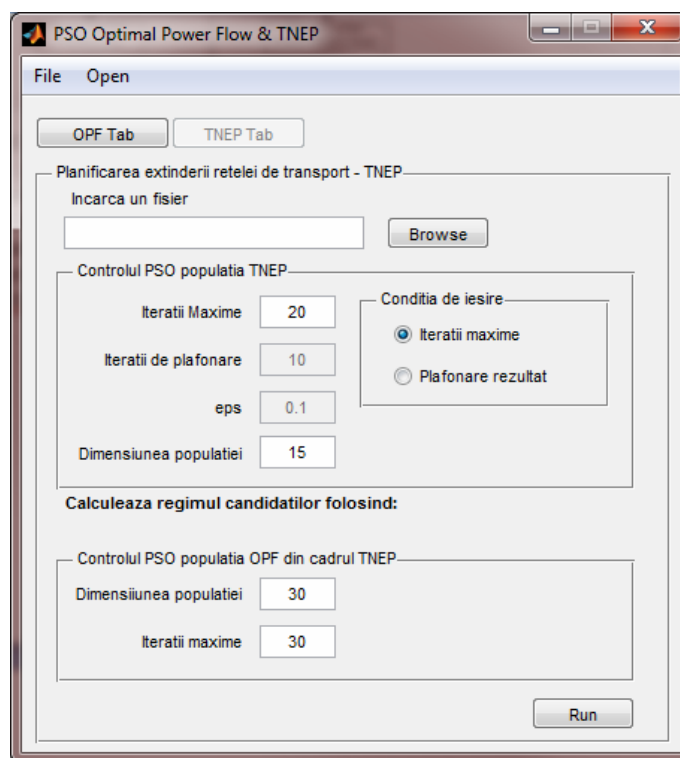 PSO Optimal Power Flow & TNEP
File Open
OPF Tab TNEP Tab
Planificarea extinderii retelei de transport - TNEP
Incarca un fisier
Browse
Controlul PSO populatia TNEP
Iteratii Maxime 20
Conditia de iesire
Iteratii maxime
Iteratii de plafonare 10
Plafonare rezultat
eps 0.1
Dimensiunea populatiei 15
Calculeaza regimul candidatilor folosind:
Controlul PSO populatia OPF din cadrul TNEP
Dimensiiunea populatiei 30
Iteratii maxime 30
Run